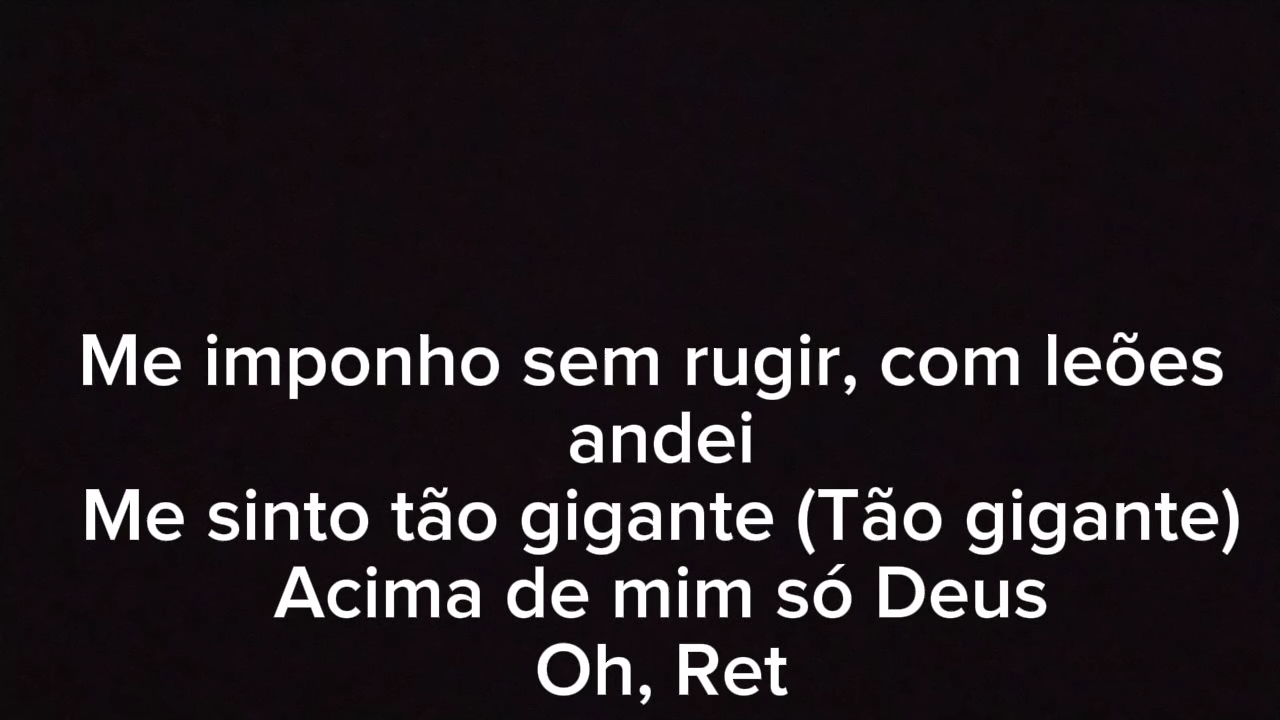 Me imponho sem rugir, com leões
andei
Me sinto tão gigante (Tão gigante)
Acima de mim só Deus
Oh, Ret